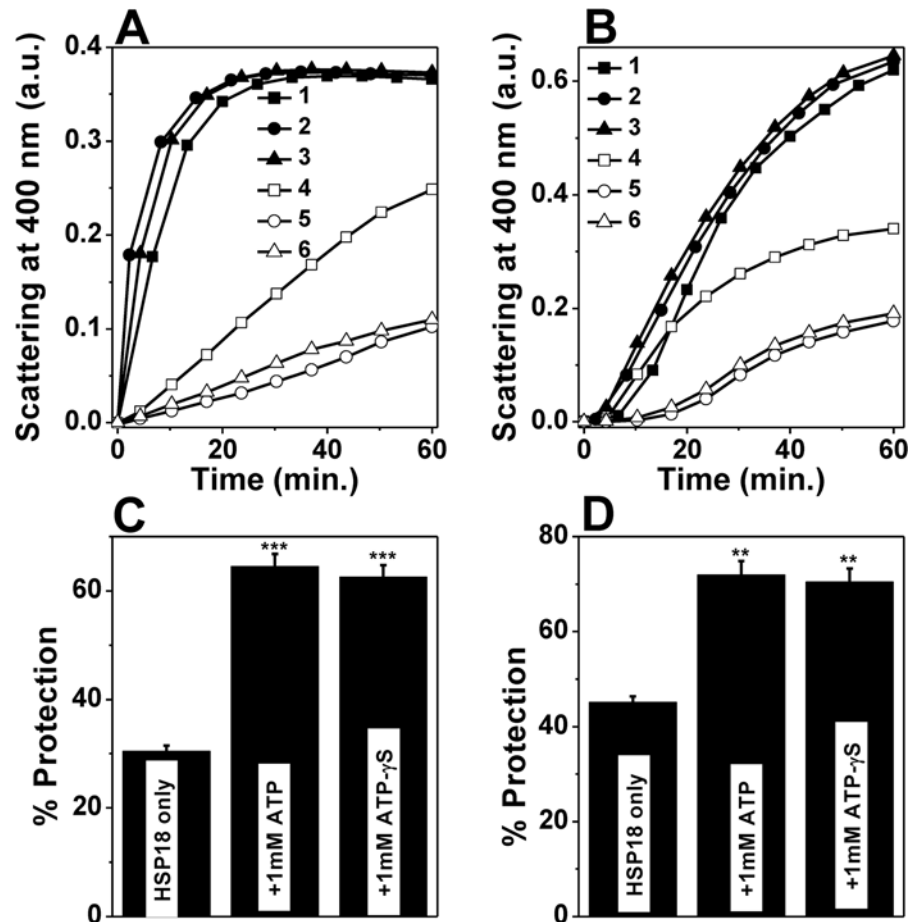 A
Scattering at 400 nm (a.u.)
0.4
0.3
0.2
0.1
0.0
1
2
3
4
5
6
0 20 40 60
Time (min.)
B
Scattering at 400 nm (a.u.)
0.6
0.4
0.2
0.0
1
2
3
4
5
6
0 20 40 60
Time (min.)
C
% Protection
60
40
20
0
***
***
HSP18 only
+1mM ATP
+1mM ATP-γS
D
% Protection
80
60
40
20
0
**
**
HSP18 only
+1mM ATP
+1mM ATP-γS